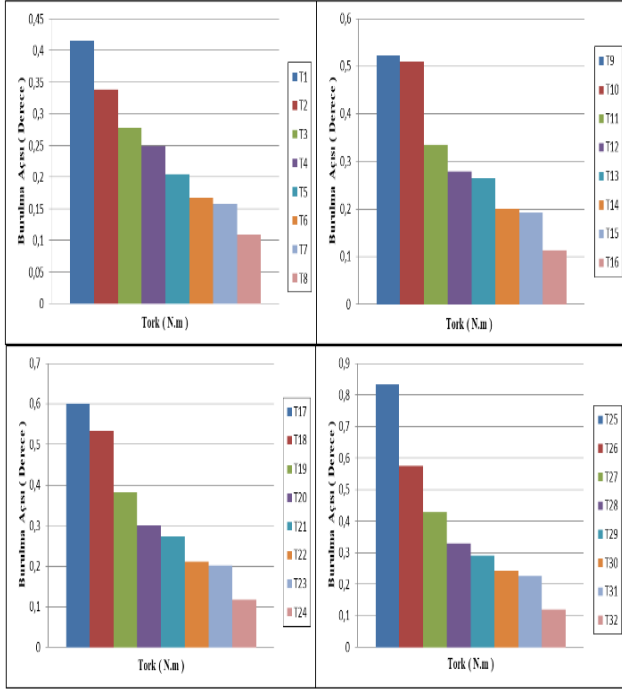 0,45
0,4
0,35
0,3
0,25
0,2
0,15
0,1
0,05
0
Burulma Açısı ( Derece )
Tork ( N.m )
T1
T2
T3
T4
T5
T6
T7
T8
0,6
0,5
0,4
0,3
0,2
0,1
0
Burulma Açısı ( Derece )
Tork ( N.m )
T9
T10
T11
T12
T13
T14
T15
T16
0,7
0,6
0,5
0,4
0,3
0,2
0,1
0
Burulma Açısı ( Derece )
Tork ( N.m )
T17
T18
T19
T20
T21
T22
T23
T24
0,9
0,8
0,7
0,6
0,5
0,4
0,3
0,2
0,1
0
Burulma Açısı ( Derece )
Tork ( N.m )
T25
T26
T27
T28
T29
T30
T31
T32